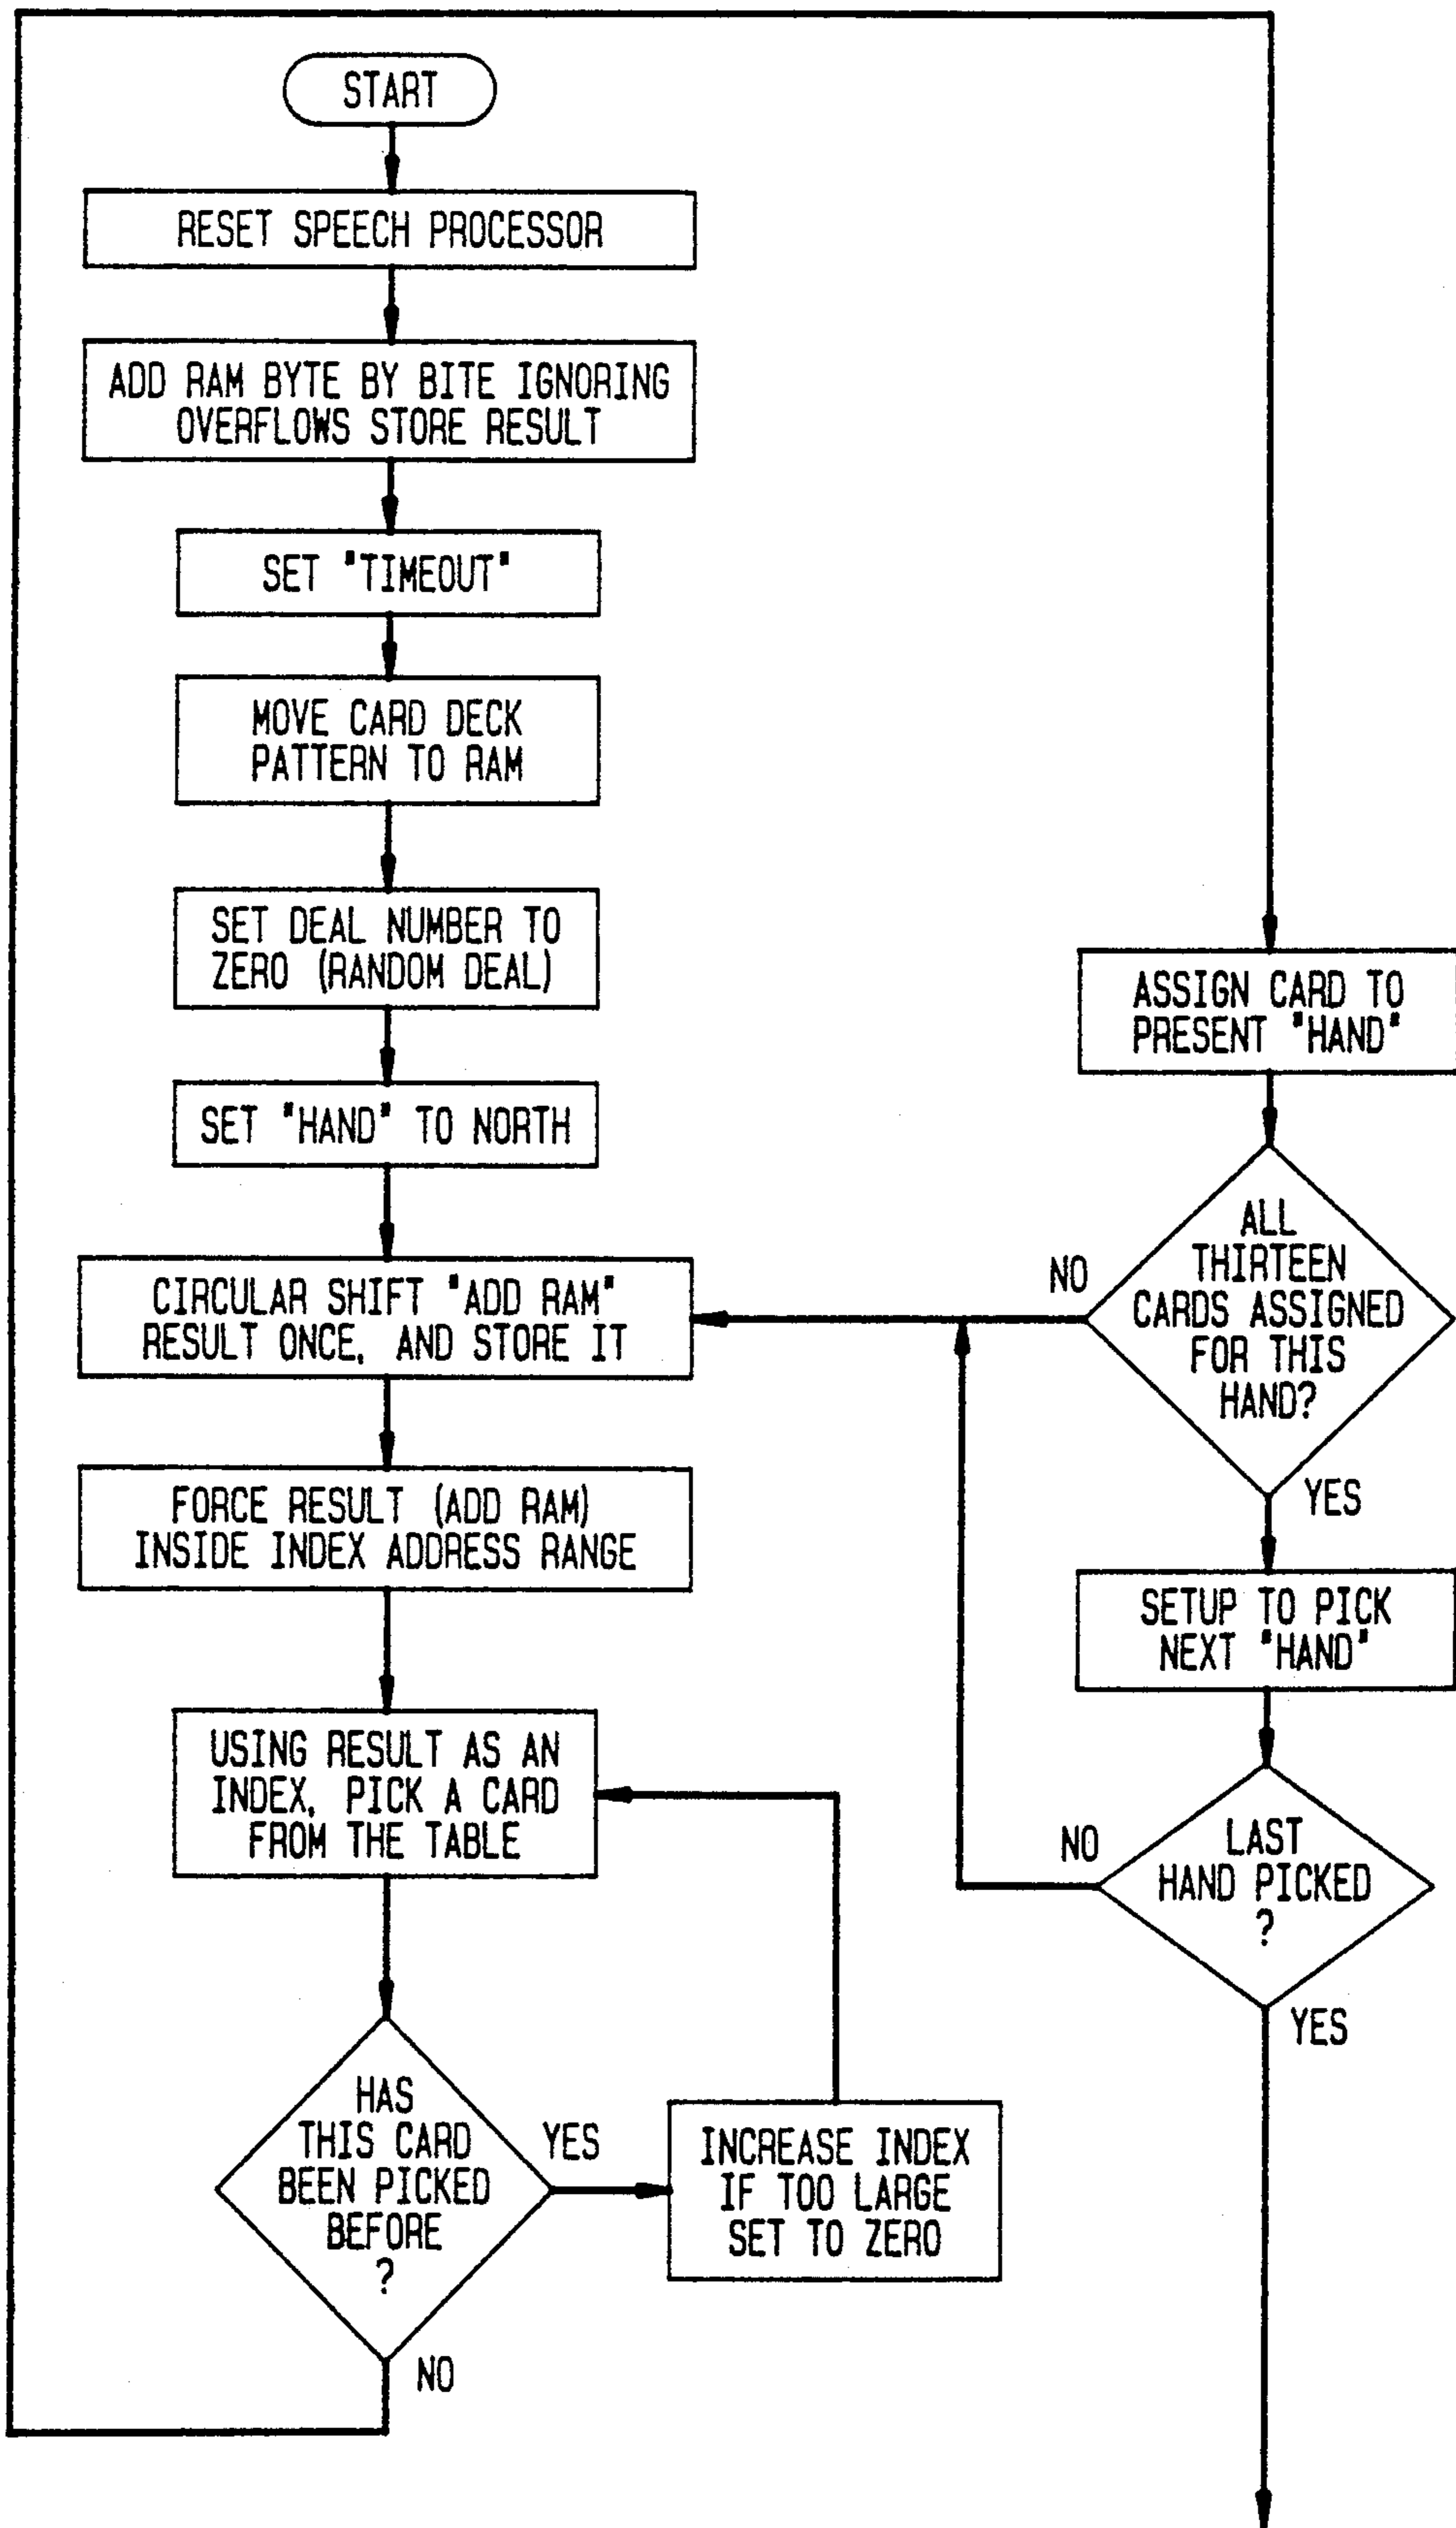 START
RESET SPEECH PROCESSOR
ADD RAM BYTE BY BITE IGNORING
OVERFLOWS STORE RESULT
SET "TIMEOUT"
MOVE CARD DECK
PATTERN TO RAM
SET DEAL NUMBER TO
ZERO (RANDOM DEAL)
SET "HAND" TO NORTH
CIRCULAR SHIFT "ADD RAM"
RESULT ONCE, AND STORE IT
FORCE RESULT (ADD RAM)
INSIDE INDEX ADDRESS RANGE
USING RESULT AS AN
INDEX, PICK A CARD
FROM THE TABLE
HAS
THIS CARD
BEEN PICKED
BEFORE
?
YES
NO
INCREASE INDEX
IF TOO LARGE
SET TO ZERO
ASSIGN CARD TO
PRESENT "HAND"
ALL
THIRTEEN
CARDS ASSIGNED
FOR THIS
HAND?
NO
YES
SETUP TO PICK
NEXT "HAND"
LAST
HAND PICKED
?
NO
YES